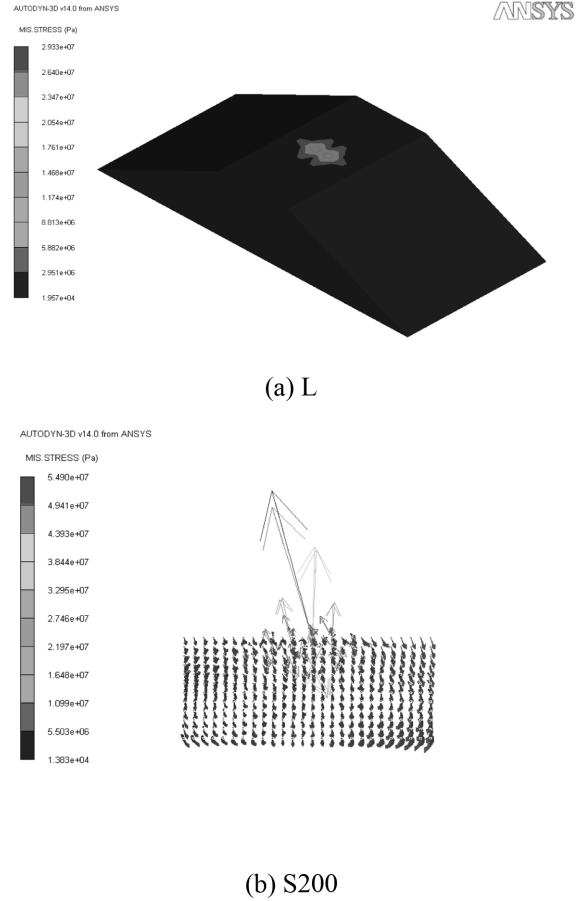 AUTODYN-3D v14.0 from ANSYS
ANSYS
MIS.STRESS (Pa)
2.933e+07
2.640e+07
2.347e+07
2.054e+07
1.761e+07
1.468e+07
1.174e+07
8.813e+06
5.882e+06
2.951e+06
1.957e+04
(a) L
AUTODYN-3D v14.0 from ANSYS
MIS.STRESS (Pa)
5.490e+07
4.941e+07
4.393e+07
3.844e+07
3.295e+07
2.746e+07
2.197e+07
1.648e+07
1.099e+07
5.503e+06
1.383e+04
(b) S200